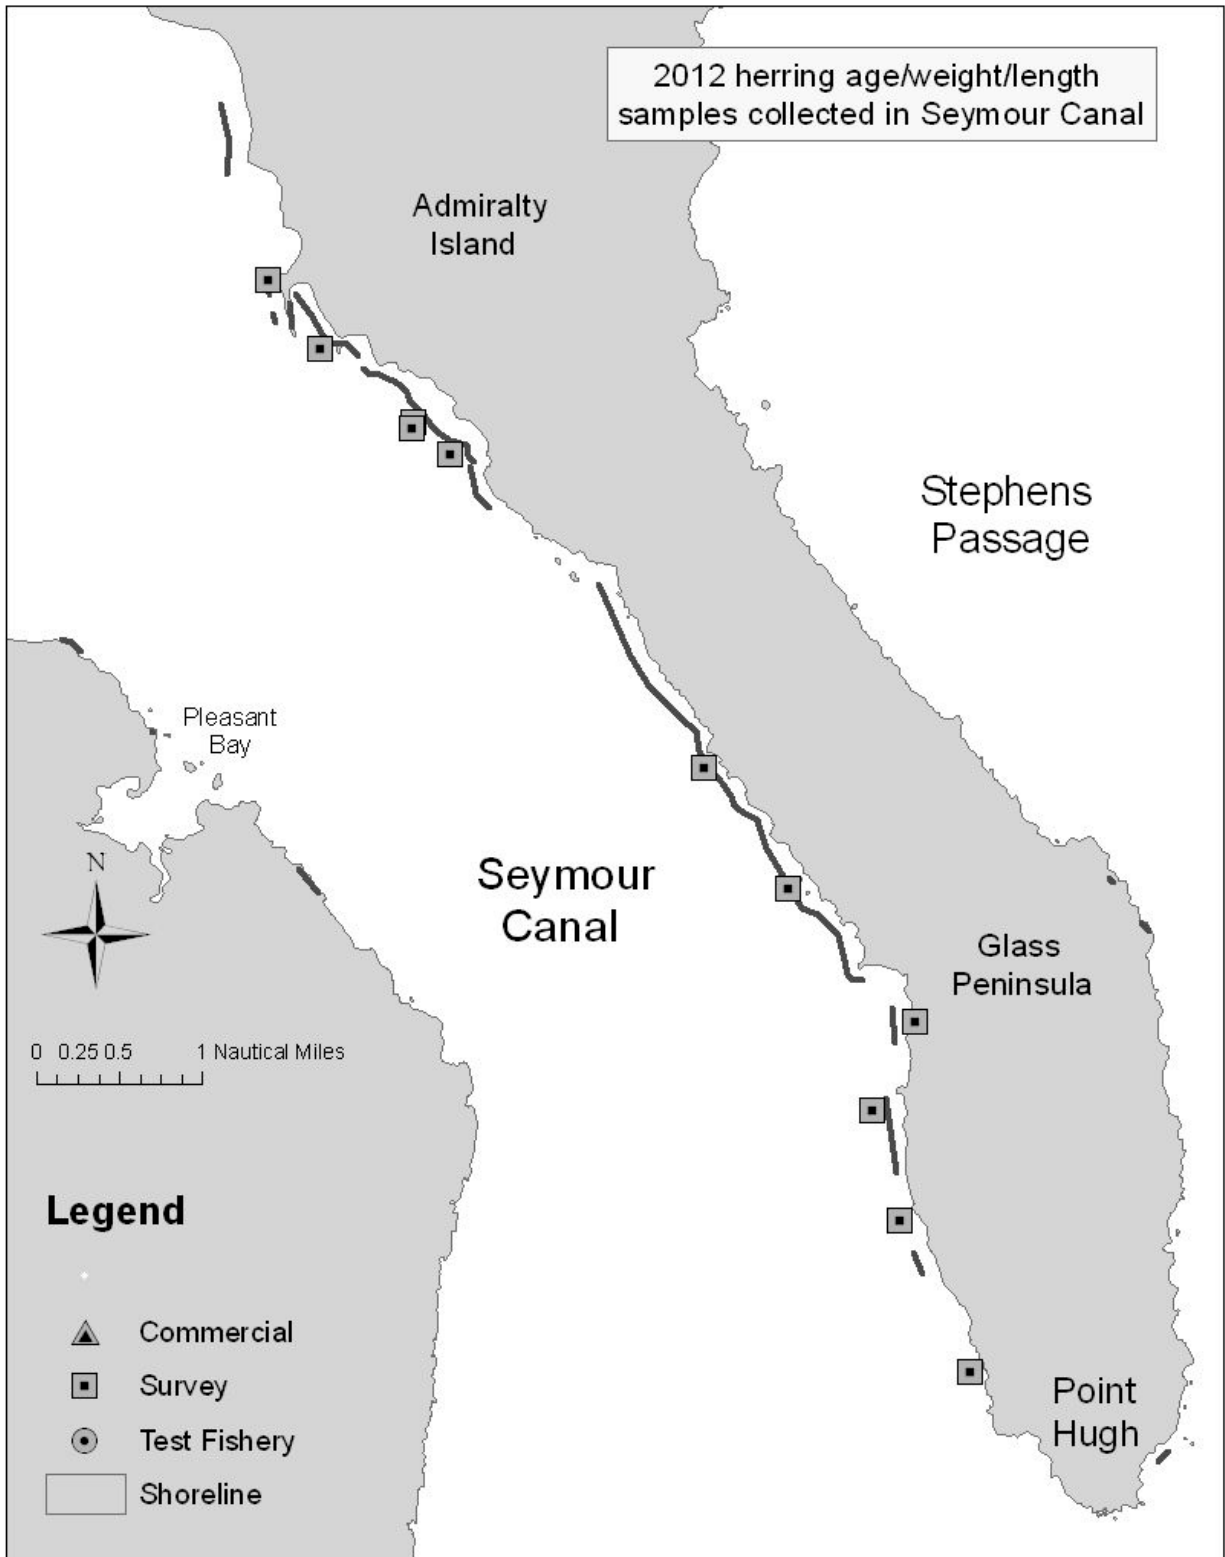 2012 herring age/weight/length
samples collected in Seymour Canal
Admiralty
Island
Stephens
Passage
Pleasant
Bay
N
Seymour
Canal
Glass
Peninsula
0 0.25 0.5 1 Nautical Miles
Legend
Commercial
Survey
Test Fishery
Shoreline
Point
Hugh